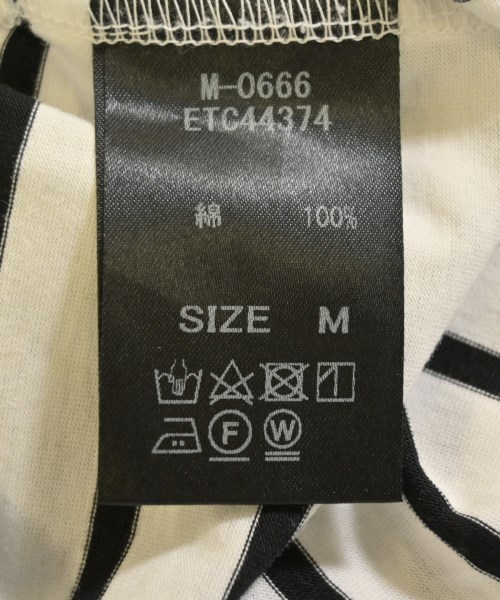 M-0666
ETC44374
綿 100%
SIZE M
F W